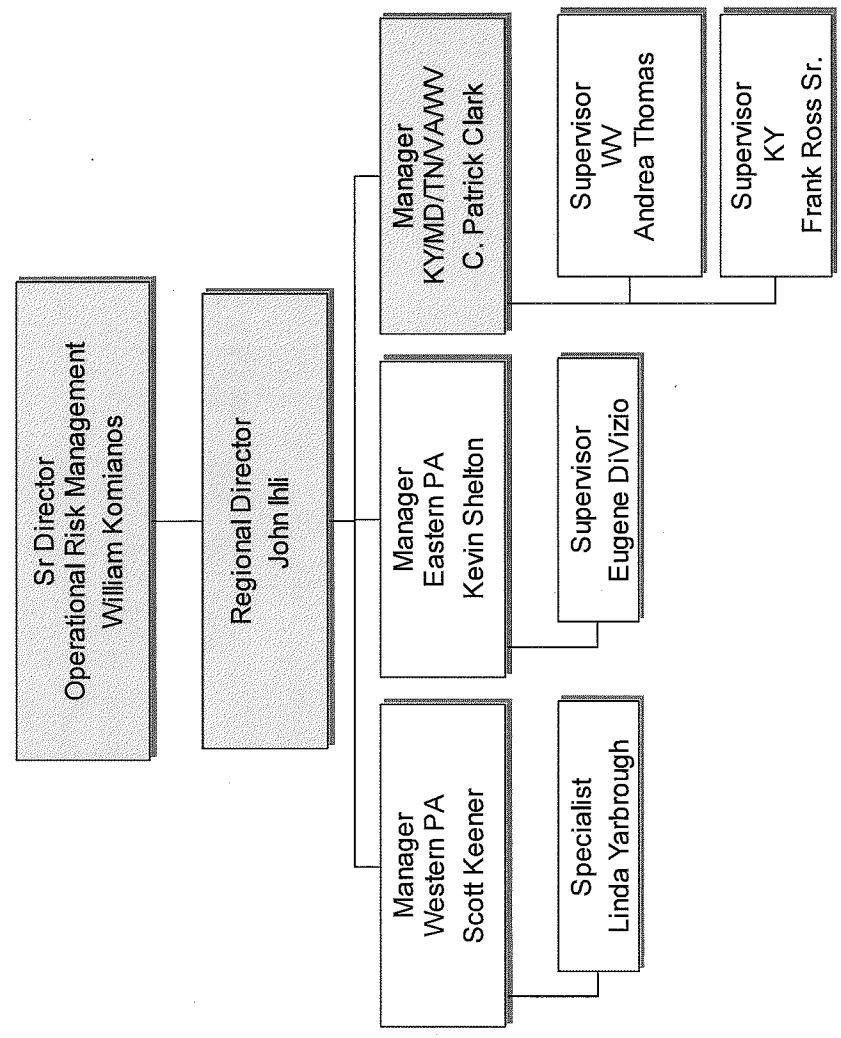 Sr Director
Operational Risk Management
William Komianos
Regional Director
John Ihli
Manager
Western PA
Scott Keener
Specialist
Linda Yarbrough
Manager
Eastern PA
Kevin Shelton
Supervisor
Eugene DiVizio
Manager
KY/MD/TN/VA/WV
C. Patrick Clark
Supervisor
WV
Andrea Thomas
Supervisor
KY
Frank Ross Sr.